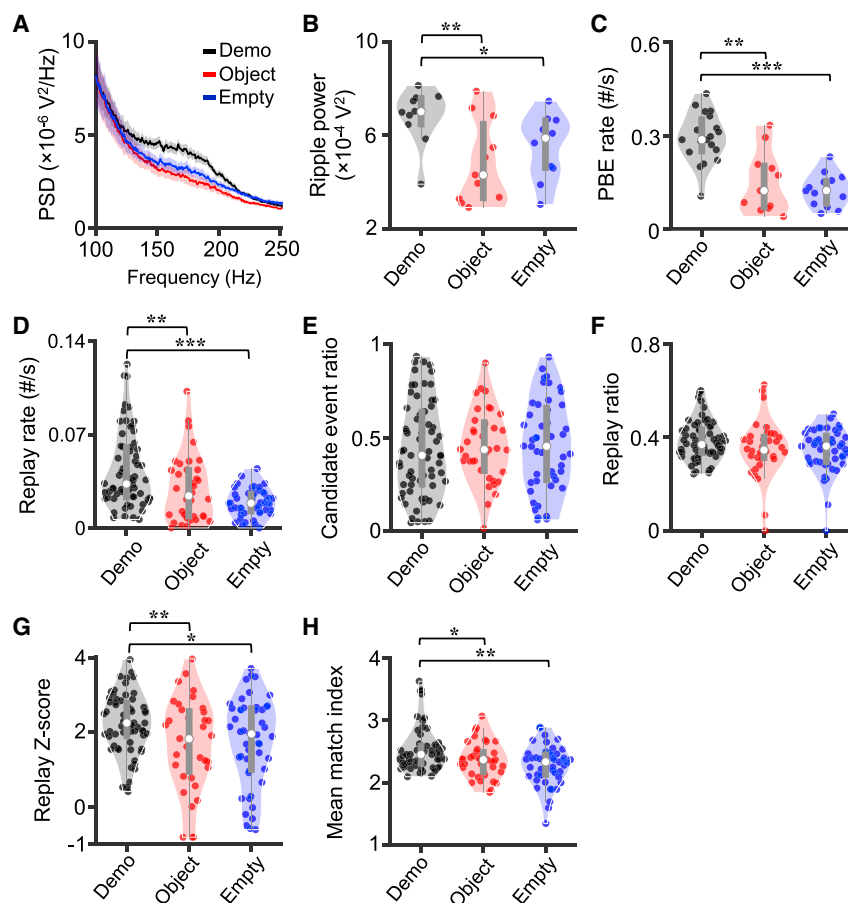 A
10
5
0
PSD (×10⁻⁶ V²/Hz)
Demo
Object
Empty
100 150 200 250
Frequency (Hz)
B
**
*
10
6
2
Ripple power
(×10⁻⁴ V²)
Demo Object Empty
C
**
***
0.6
0.3
0
PBE rate (#/s)
Demo Object Empty
D
**
***
0.14
0.07
0
Replay rate (#/s)
Demo Object Empty
E
1
0.5
0
Candidate event ratio
Demo Object Empty
F
0.8
0.4
0
Replay ratio
Demo Object Empty
G
**
*
4
2
0
-1
Replay Z-score
Demo Object Empty
H
*
**
4
3
2
1
Mean match index
Demo Object Empty